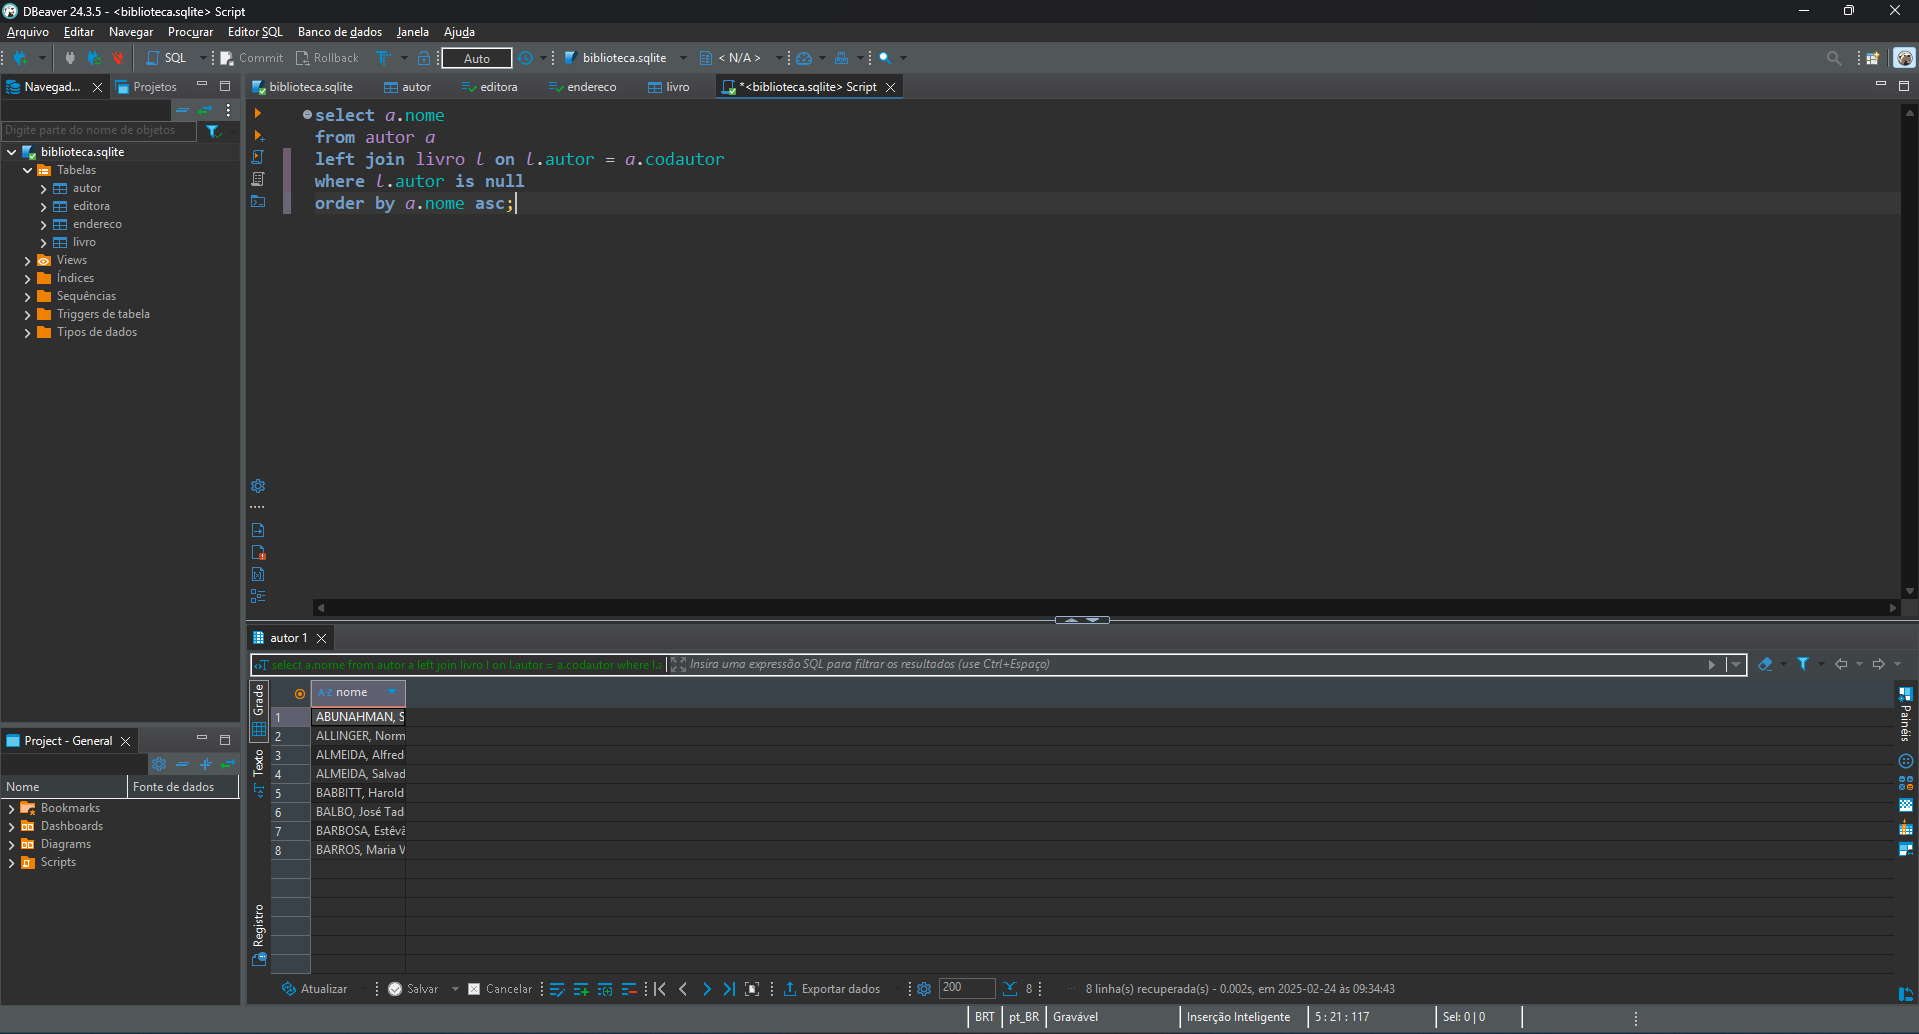 DBeaver 24.3.5 - <biblioteca.sqlite> Script
Arquivo Editar Navegar Procurar Editor SQL Banco de dados Janela Ajuda
SQL Commit Rollback Auto biblioteca.sqlite < N/A >
Navegad... Projetos
biblioteca.sqlite autor editora endereco livro *<biblioteca.sqlite> Script
Digite parte do nome de objetos
biblioteca.sqlite
Tabelas
autor
editora
endereco
livro
Views
Índices
Sequências
Triggers de tabela
Tipos de dados
select a.nome
from autor a
left join livro l on l.autor = a.codautor
where l.autor is null
order by a.nome asc;
Project - General
Nome Fonte de dados
Bookmarks
Dashboards
Diagrams
Scripts
autor 1
select a.nome from autor a left join livro l on l.autor = a.codautor where l.a
Insira uma expressão SQL para filtrar os resultados (use Ctrl+Espaço)
Grade
Texto
Registro
A-Z nome
1 ABUNAHMAN, S
2 ALLINGER, Norm
3 ALMEIDA, Alfred
4 ALMEIDA, Salvad
5 BABBITT, Harold
6 BALBO, José Tad
7 BARBOSA, Estêvã
8 BARROS, Maria V
Painéis
Atualizar Salvar Cancelar Exportar dados 200 8 8 linha(s) recuperada(s) - 0.002s, em 2025-02-24 às 09:34:43
BRT pt_BR Gravável Inserção Inteligente 5 : 21 : 117 Sel: 0 | 0